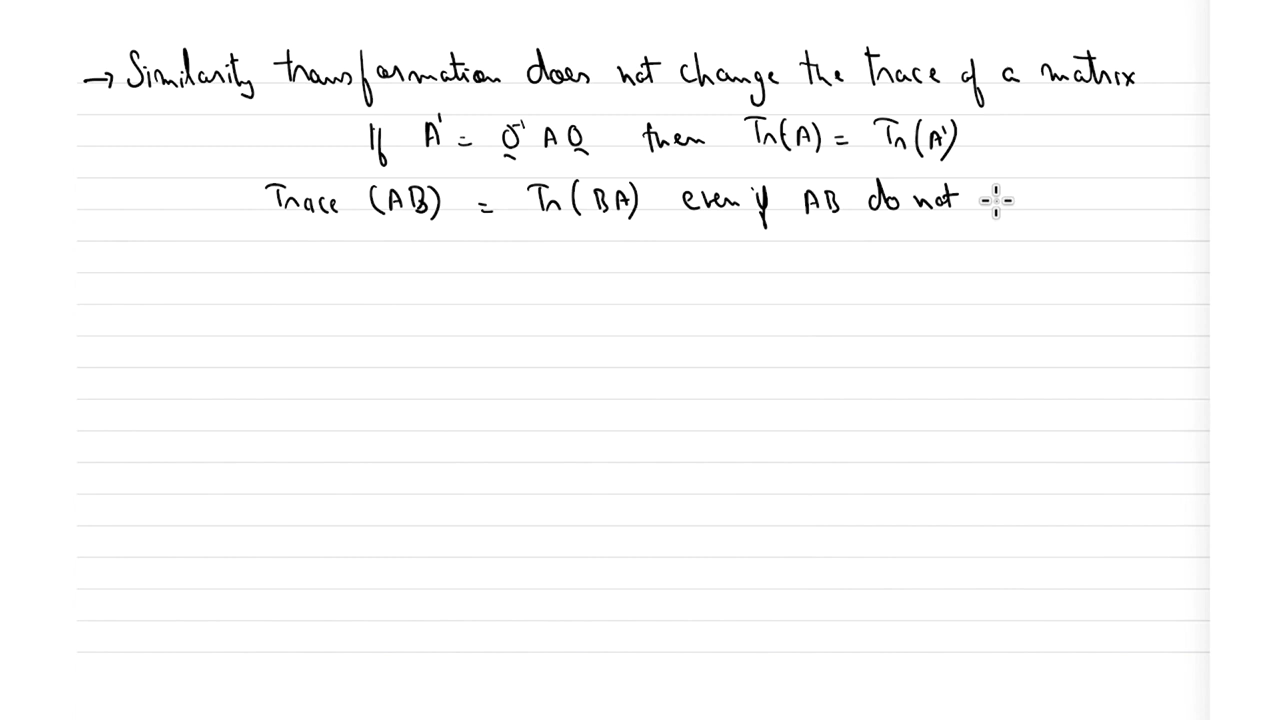 → Similarity transformation does not change the trace of a matrix
If A' = Q⁻¹ A Q then Tr(A) = Tr(A')
Trace (AB) = Tr(BA) even if AB do not